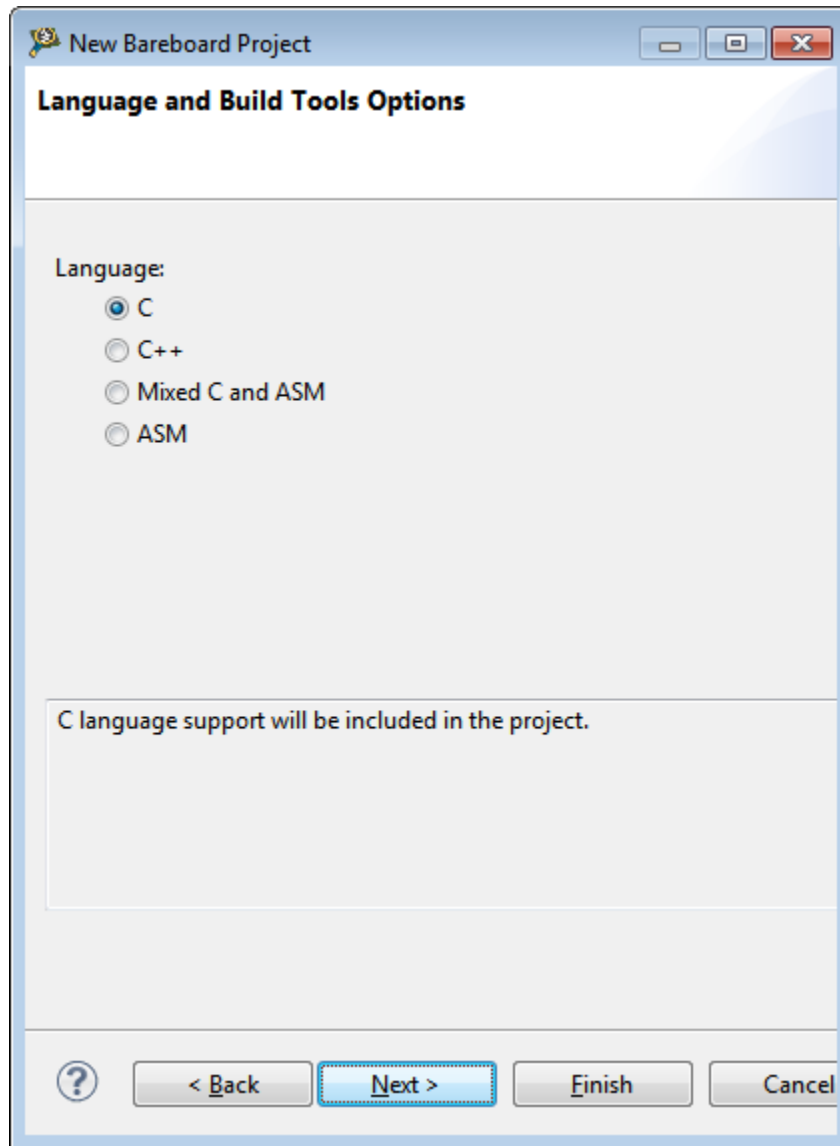 New Bareboard Project
Language and Build Tools Options
Language:
C
C++
Mixed C and ASM
ASM
C language support will be included in the project.
? < Back Next > Finish Cancel